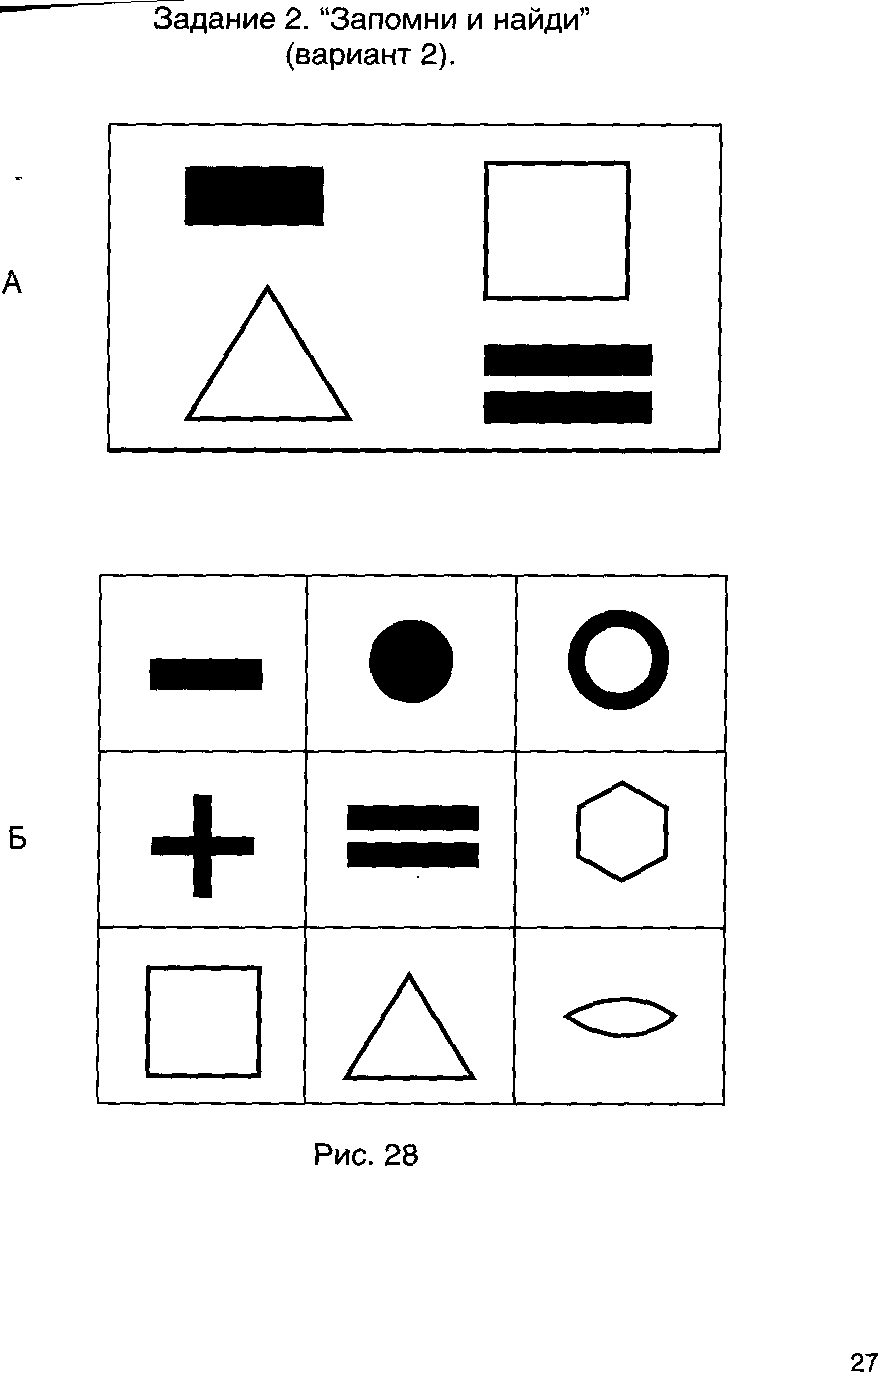 Задание 2. “Запомни и найди”
(вариант 2).
А
Б
Рис. 28
27